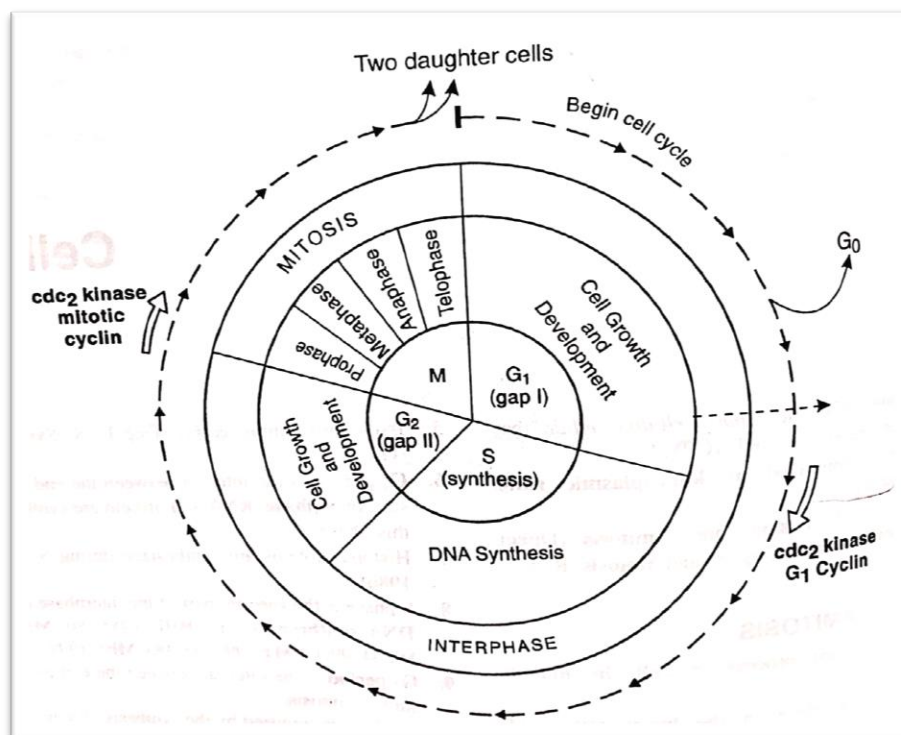 Two daughter cells
Begin cell cycle
G₀
MITOSIS
Prophase
Metaphase
Anaphase
Telophase
Cell Growth
and
Development
cdc₂ kinase
mitotic
cyclin
M
G₁
(gap I)
G₂
(gap II)
S
(synthesis)
Cell Growth
and
Development
DNA Synthesis
INTERPHASE
cdc₂ kinase
G₁ Cyclin